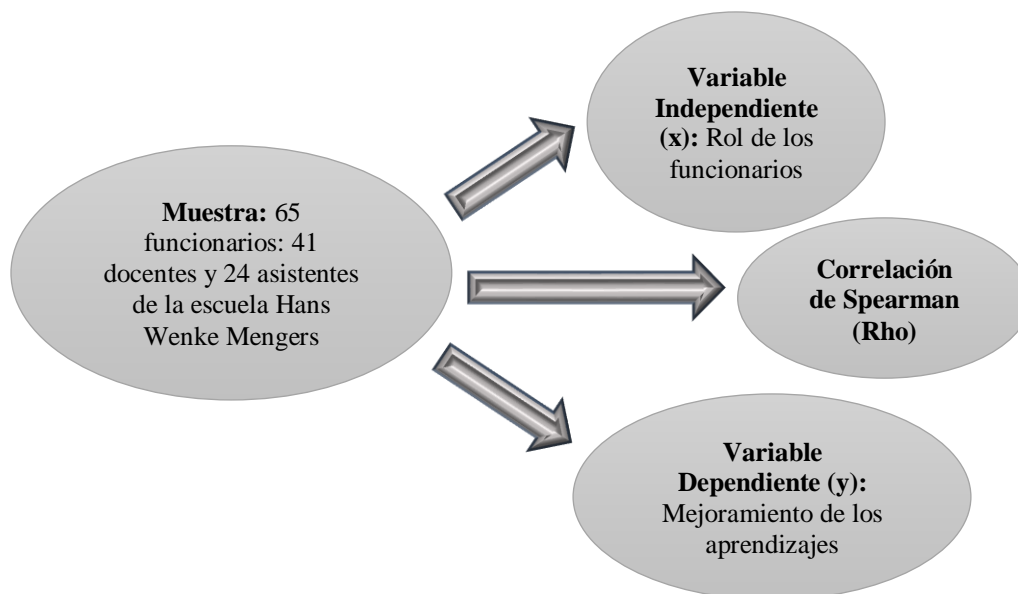 Variable
Independiente
(x): Rol de los
funcionarios
Muestra: 65
funcionarios: 41
docentes y 24 asistentes
de la escuela Hans
Wenke Mengers
Correlación
de Spearman
(Rho)
Variable
Dependiente (y):
Mejoramiento de los
aprendizajes